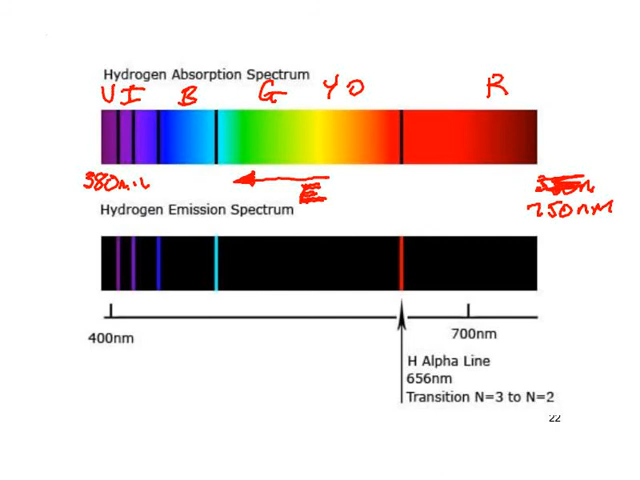 Hydrogen Absorption Spectrum
V I B G Y O R
380nm
E
750nm
Hydrogen Emission Spectrum
400nm
700nm
H Alpha Line
656nm
Transition N=3 to N=2
22